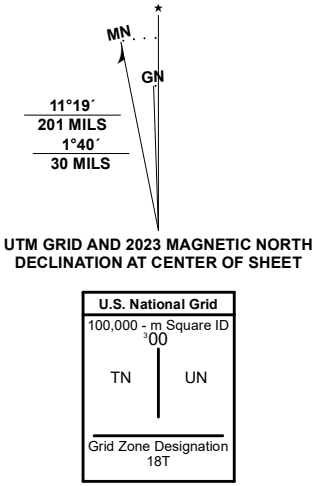 ★
MN
GN
11°19´
201 MILS
1°40´
30 MILS
UTM GRID AND 2023 MAGNETIC NORTH
DECLINATION AT CENTER OF SHEET
U.S. National Grid
100,000 - m Square ID
³00
TN UN
Grid Zone Designation
18T